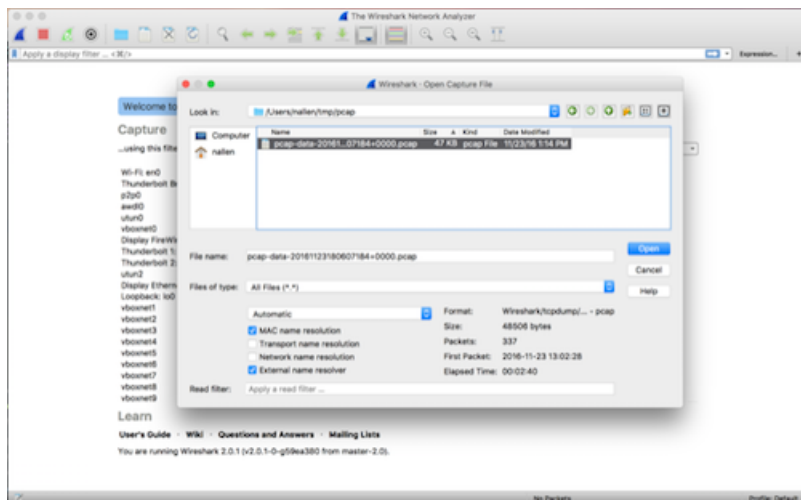 The Wireshark Network Analyzer
Apply a display filter ... <⌘/>
Expression...
+
Wireshark · Open Capture File
Welcome to
Capture
...using this filte
Look in:
/Users/nallen/tmp/pcap
Computer
nallen
Name Size Kind Date Modified
pcap-data-20161...07184+0000.pcap 47 KB pcap File 11/23/16 1:14 PM
Wi-Fi: en0
Thunderbolt Br
p2p0
awdl0
utun0
vboxnet0
Display FireWir
Thunderbolt 1:
Thunderbolt 2:
utun2
Display Ethern
Loopback: lo0
vboxnet1
vboxnet2
vboxnet3
vboxnet4
vboxnet5
vboxnet6
vboxnet7
vboxnet8
vboxnet9
File name: pcap-data-20161123180607184+0000.pcap
Files of type: All Files (*.*)
Open
Cancel
Help
Automatic
MAC name resolution
Transport name resolution
Network name resolution
External name resolver
Format: Wireshark/tcpdump/... - pcap
Size: 48506 bytes
Packets: 337
First Packet: 2016-11-23 13:02:28
Elapsed Time: 00:02:40
Read filter: Apply a read filter ...
Learn
User's Guide · Wiki · Questions and Answers · Mailing Lists
You are running Wireshark 2.0.1 (v2.0.1-0-g59ea380 from master-2.0).
No Packets
Profile: Default